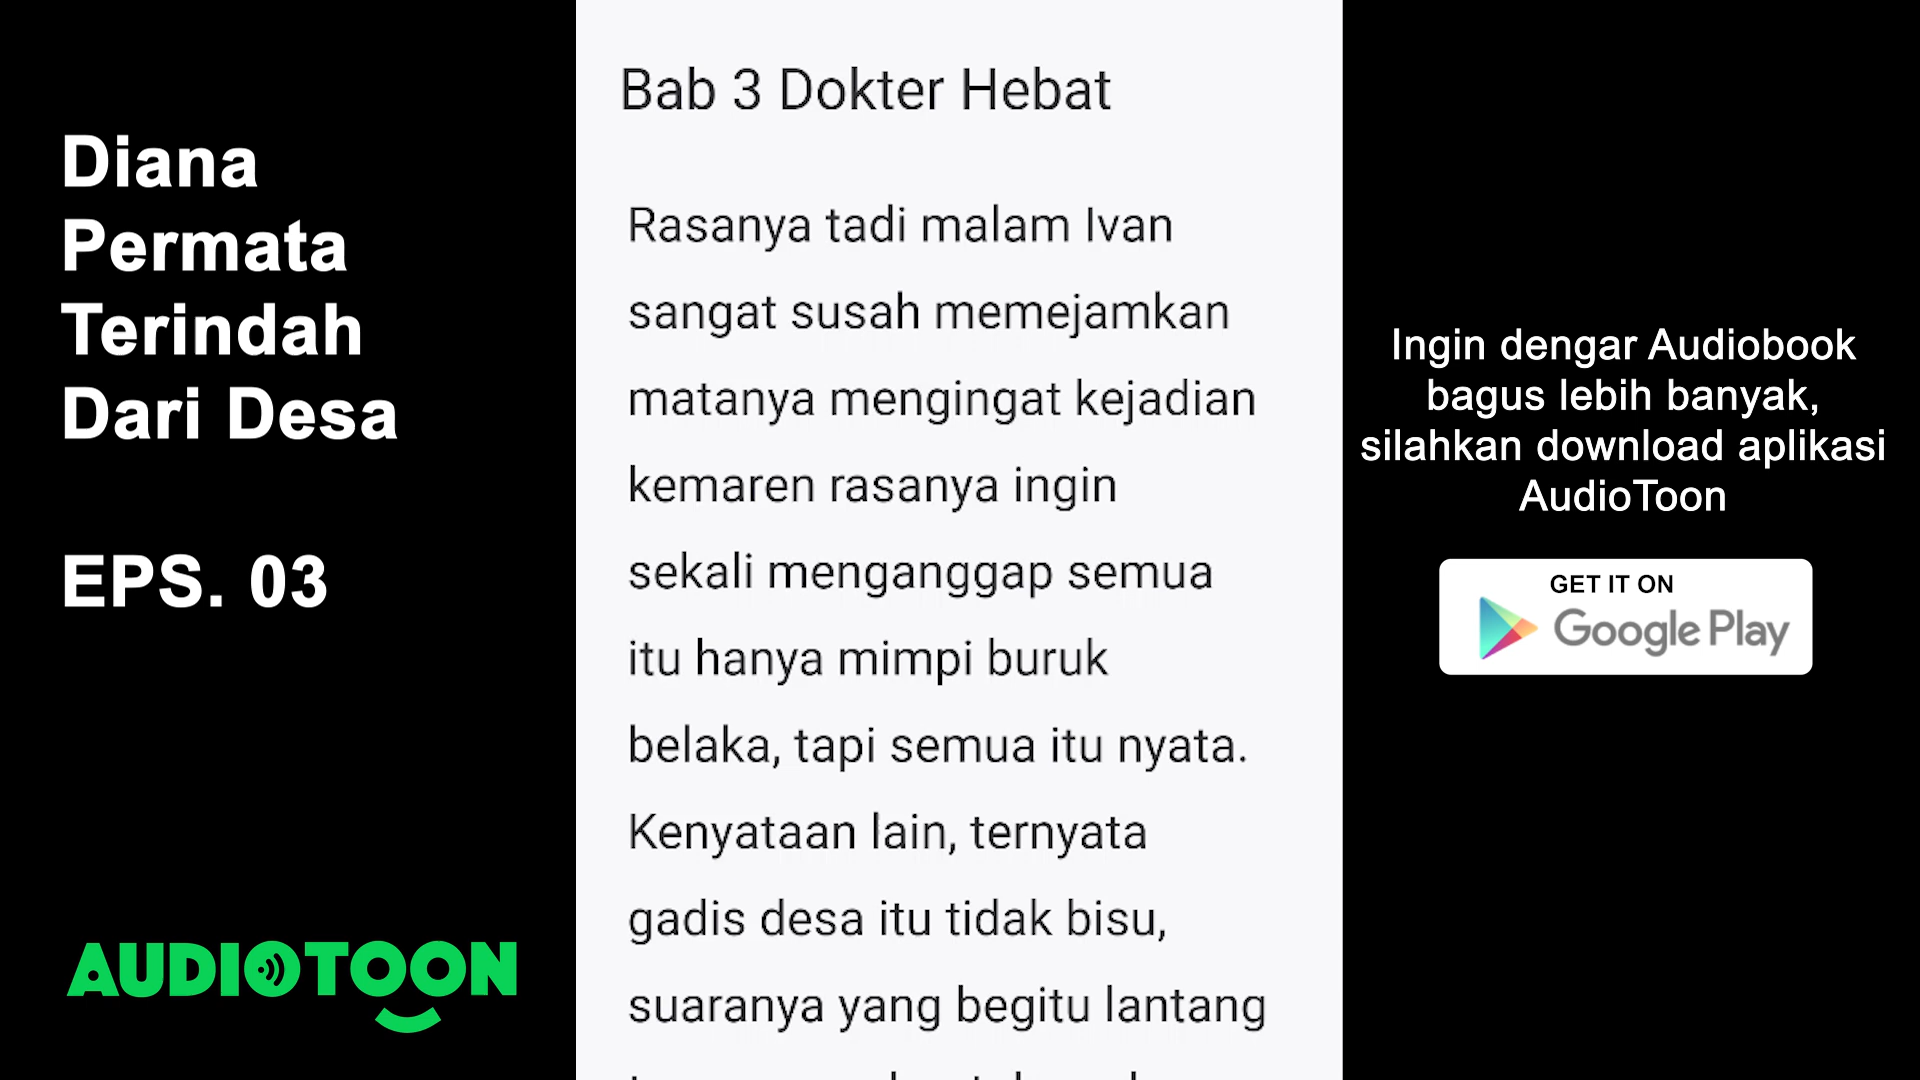 Diana
Permata
Terindah
Dari Desa
EPS. 03
AUDIOTOON
Bab 3 Dokter Hebat
Rasanya tadi malam Ivan
sangat susah memejamkan
matanya mengingat kejadian
kemaren rasanya ingin
sekali menganggap semua
itu hanya mimpi buruk
belaka, tapi semua itu nyata.
Kenyataan lain, ternyata
gadis desa itu tidak bisu,
suaranya yang begitu lantang
Ingin dengar Audiobook
bagus lebih banyak,
silahkan download aplikasi
AudioToon
GET IT ON
Google Play